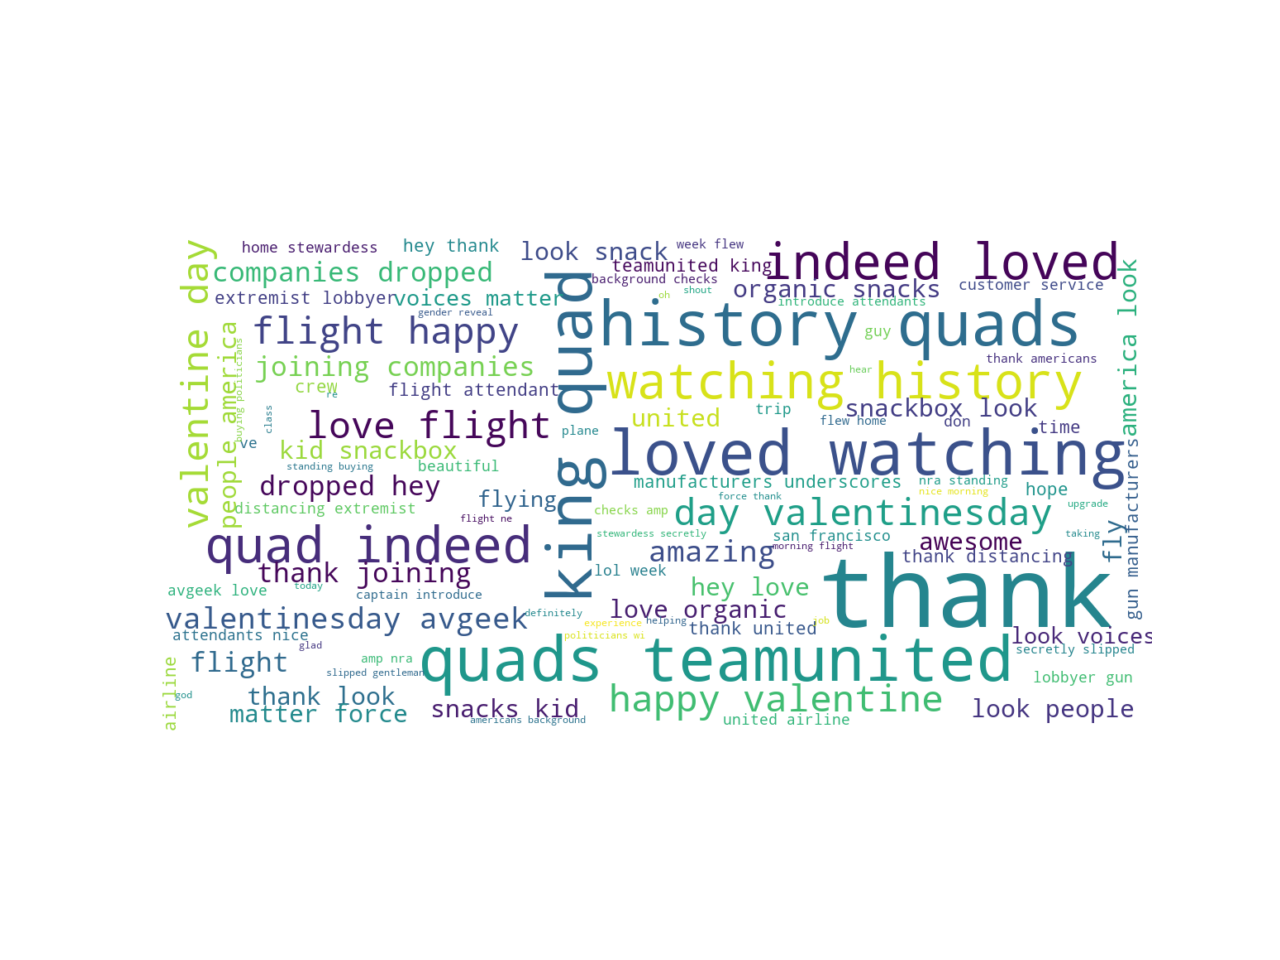 home stewardess
hey thank
look snack
week flew
indeed loved
valentine day
companies dropped
teamunited king
background checks
organic snacks
customer service
america look
extremist lobbyer
voices matter
oh
shout
introduce attendants
gender reveal
flight happy
king quad
history quads
guy
people america
buying politicians
joining companies
thank americans
crew
re
flight attendant
watching history
hear
snackbox look
class
love flight
plane
united
trip
flew home
don
time
ve
kid snackbox
loved watching
manufacturers
standing buying
beautiful
dropped hey
flying
manufacturers underscores
nra standing
nice morning
hope
force thank
distancing extremist
checks amp
day valentinesday
upgrade
flight ne
quad indeed
stewardess secretly
san francisco
awesome
taking
fly
morning flight
amazing
thank distancing
thank joining
lol week
thank
gun manufacturers
avgeek love
today
captain introduce
hey love
valentinesday avgeek
definitely
love organic
experience
helping
job
attendants nice
politicians wi
thank united
look voices
glad
quads teamunited
secretly slipped
flight
amp nra
slipped gentleman
lobbyer gun
airline
god
thank look
happy valentine
matter force
snacks kid
americans background
united airline
look people